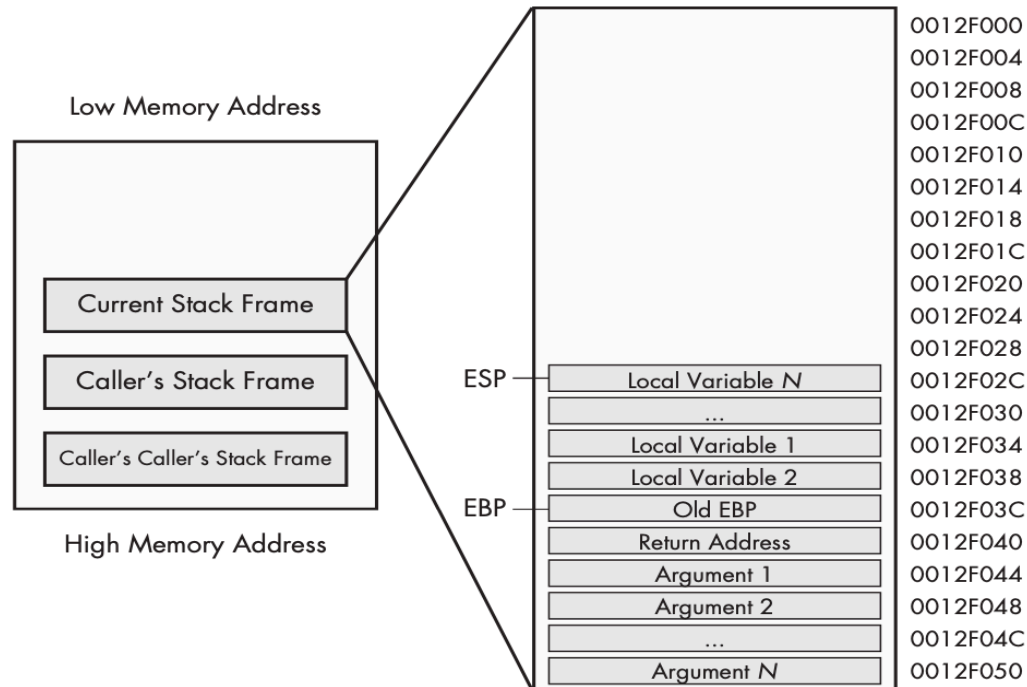 Low Memory Address
Current Stack Frame
Caller's Stack Frame
Caller's Caller's Stack Frame
High Memory Address
0012F000
0012F004
0012F008
0012F00C
0012F010
0012F014
0012F018
0012F01C
0012F020
0012F024
0012F028
ESP Local Variable N 0012F02C
... 0012F030
Local Variable 1 0012F034
Local Variable 2 0012F038
EBP Old EBP 0012F03C
Return Address 0012F040
Argument 1 0012F044
Argument 2 0012F048
... 0012F04C
Argument N 0012F050